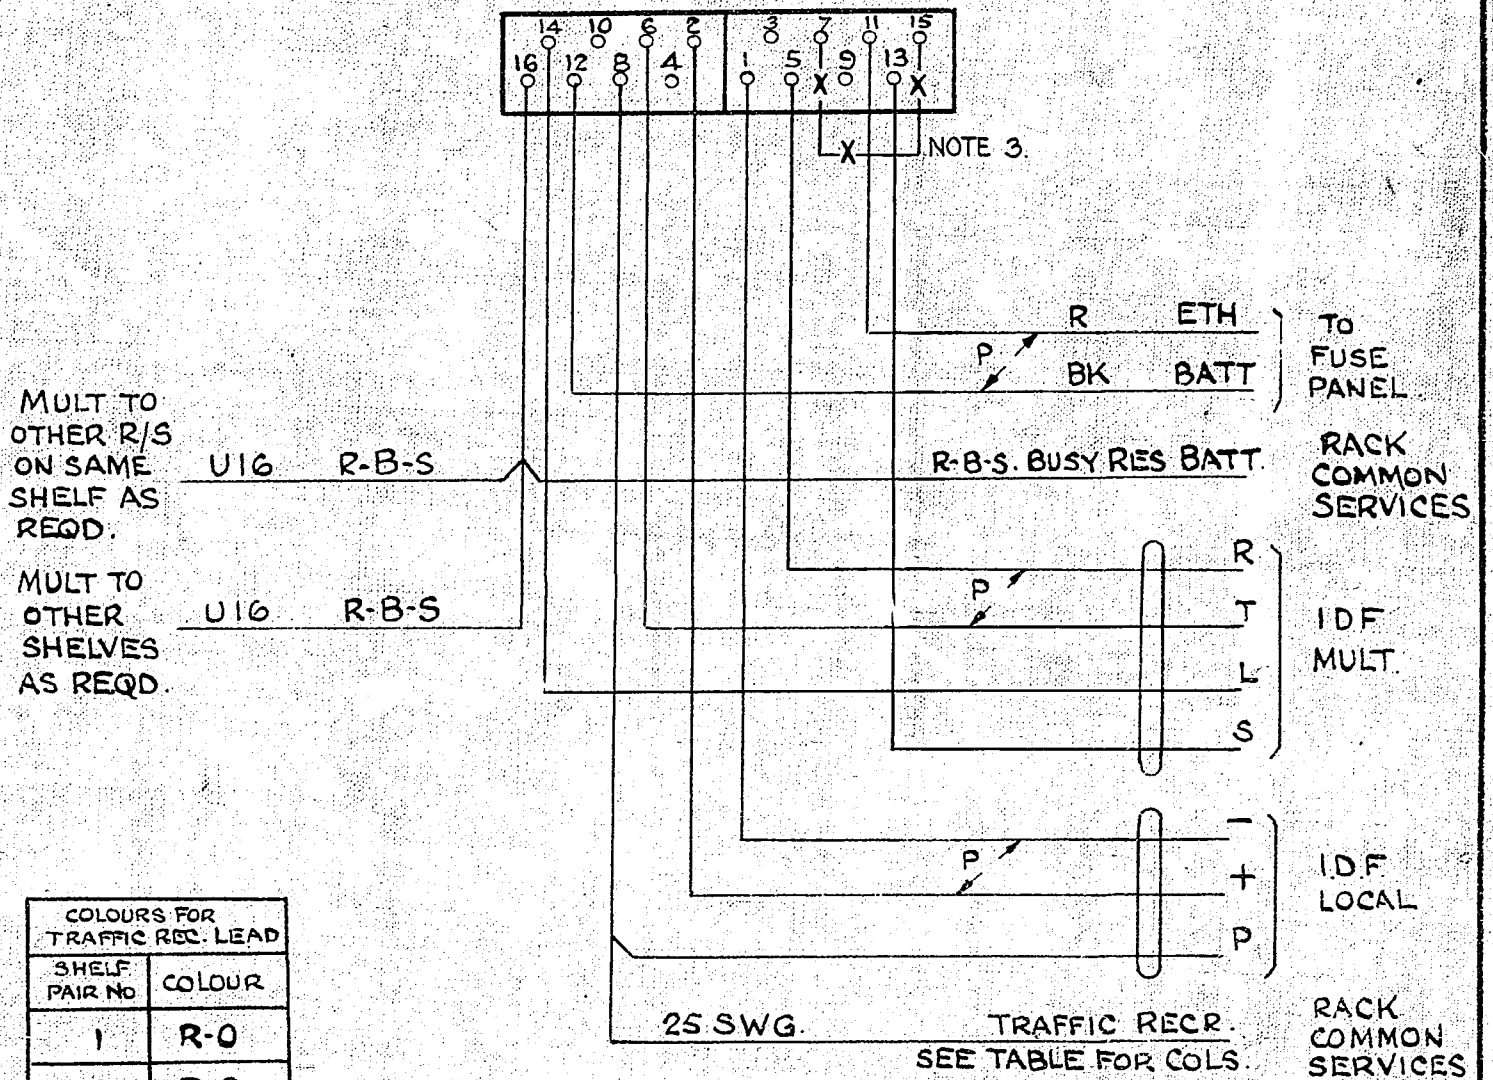 14 10 6 2 3 7 11 15
16 12 8 4 1 5 X 9 13 X
X NOTE 3.
R ETH
P
BK BATT
TO
FUSE
PANEL.
MULT TO
OTHER R/S
ON SAME
SHELF AS
REQD.
U16 R-B-S
R-B-S. BUSY RES BATT.
RACK
COMMON
SERVICES
MULT TO
OTHER
SHELVES
AS REQD.
U16 R-B-S
R
P
T
L
S
IDF
MULT.
-
P
+
P
I.D.F.
LOCAL
COLOURS FOR
TRAFFIC REC. LEAD
SHELF
PAIR No
COLOUR
1 R-O
25 SWG. TRAFFIC RECR.
SEE TABLE FOR COLS.
RACK
COMMON
SERVICES